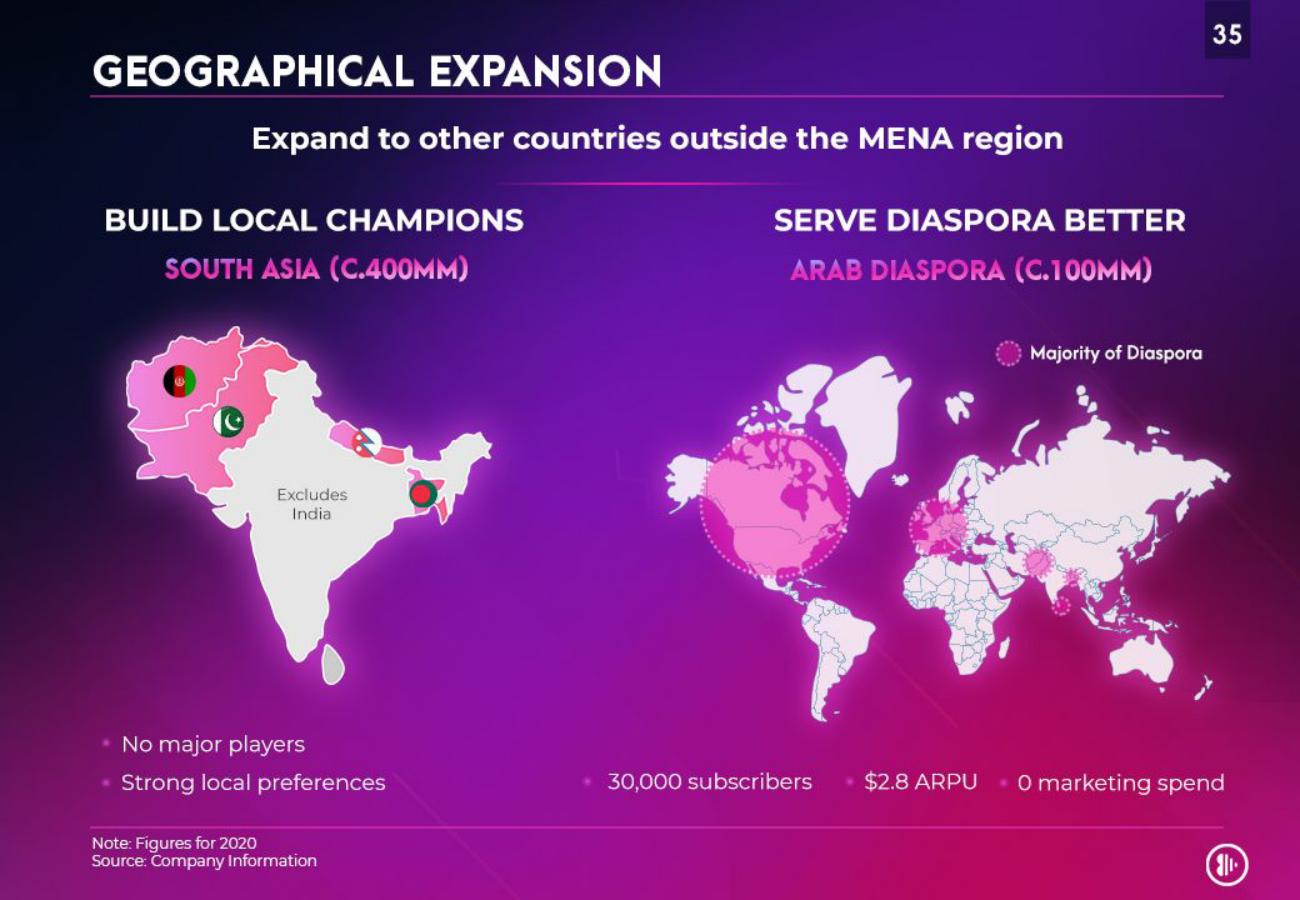 35
GEOGRAPHICAL EXPANSION
Expand to other countries outside the MENA region
BUILD LOCAL CHAMPIONS
SOUTH ASIA (C.400MM)
Excludes
India
No major players
Strong local preferences
SERVE DIASPORA BETTER
ARAB DIASPORA (C.100MM)
Majority of Diaspora
30,000 subscribers
$2.8 ARPU
0 marketing spend
Note: Figures for 2020
Source: Company Information